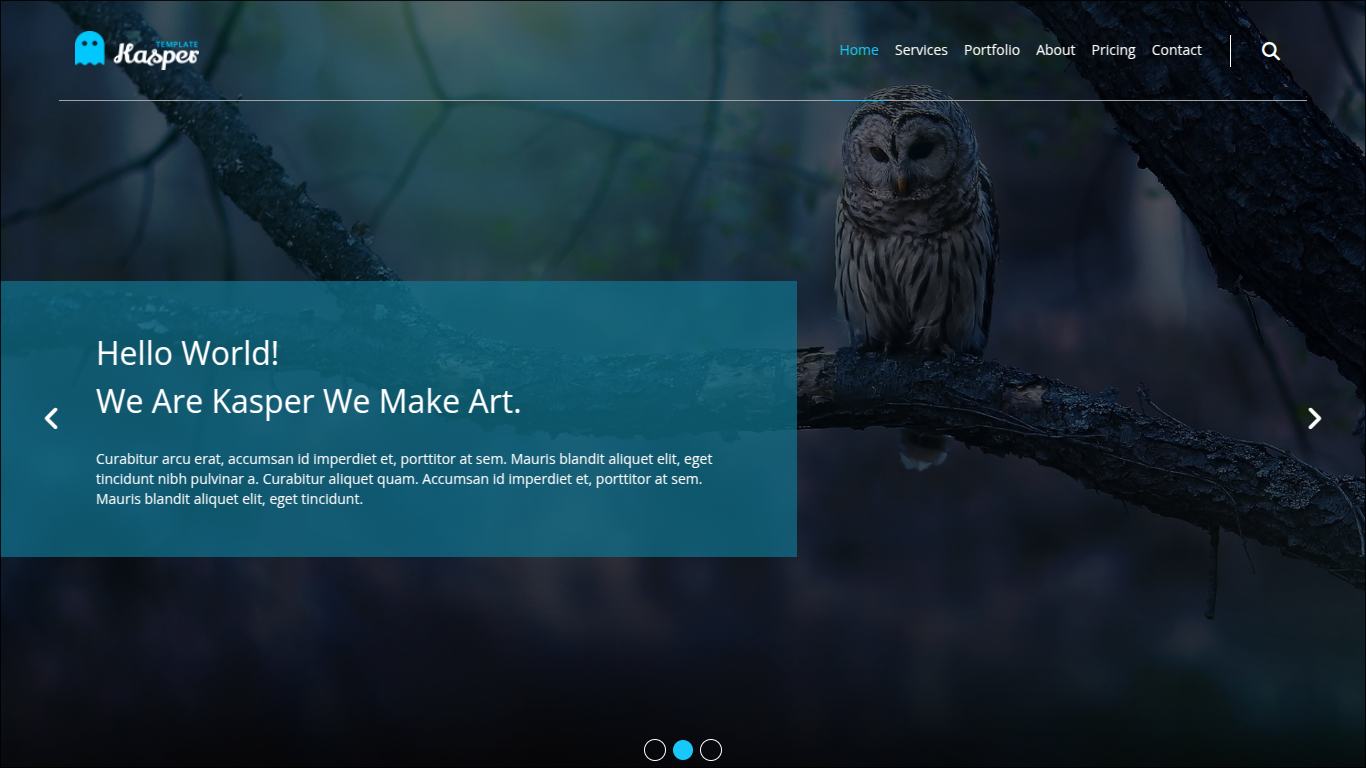 TEMPLATE
Kasper
Home Services Portfolio About Pricing Contact
Hello World!
We Are Kasper We Make Art.
Curabitur arcu erat, accumsan id imperdiet et, porttitor at sem. Mauris blandit aliquet elit, eget
tincidunt nibh pulvinar a. Curabitur aliquet quam. Accumsan id imperdiet et, porttitor at sem.
Mauris blandit aliquet elit, eget tincidunt.